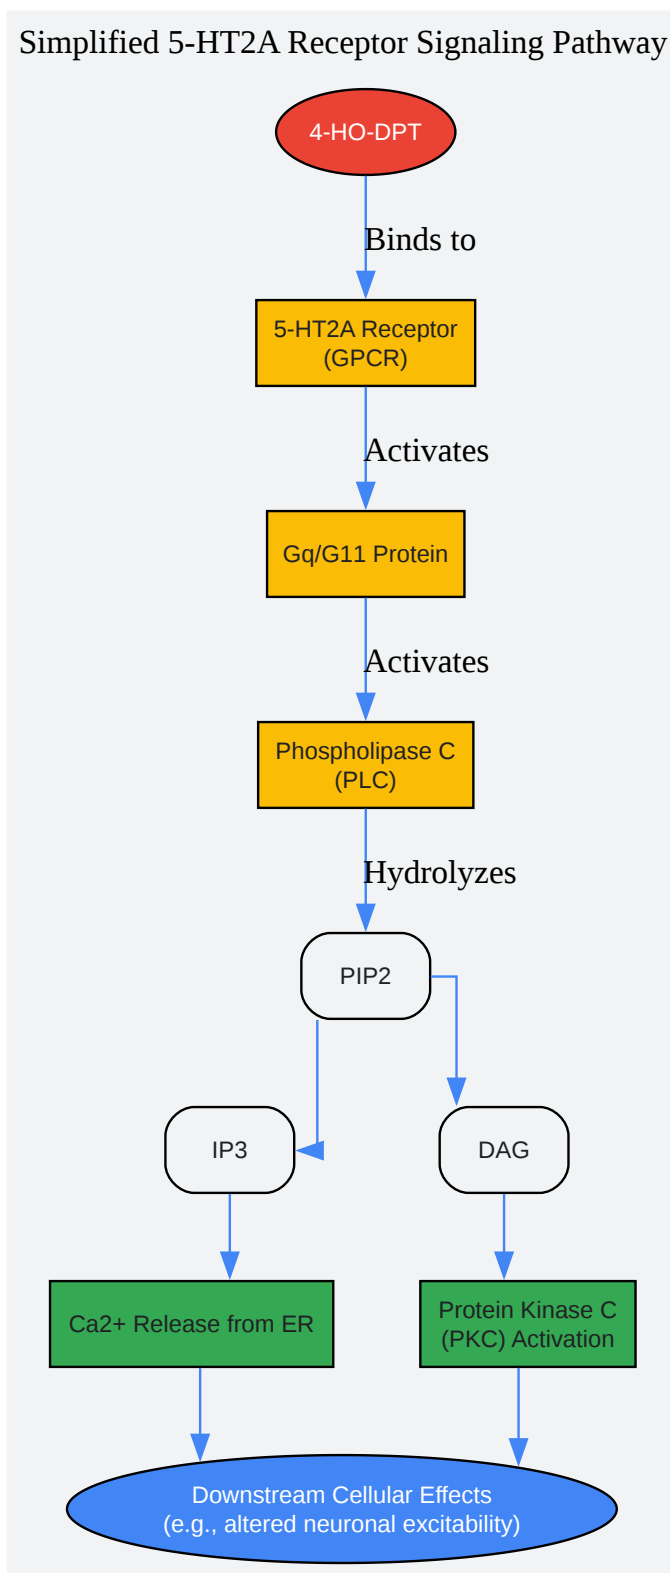 Simplified 5-HT2A Receptor Signaling Pathway
4-HO-DPT
Binds to
5-HT2A Receptor
(GPCR)
Activates
Gq/G11 Protein
Activates
Phospholipase C
(PLC)
Hydrolyzes
PIP2
IP3
DAG
Ca2+ Release from ER
Protein Kinase C
(PKC) Activation
Downstream Cellular Effects
(e.g., altered neuronal excitability)